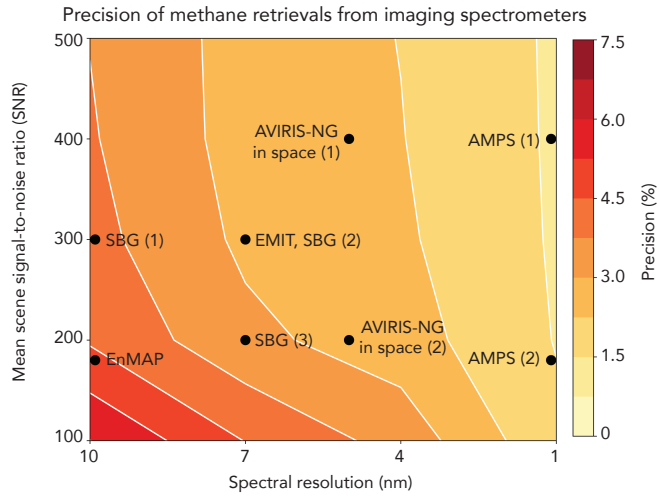 Precision of methane retrievals from imaging spectrometers
Mean scene signal-to-noise ratio (SNR)
500
400
300
200
100
10
7
4
1
Spectral resolution (nm)
AVIRIS-NG
in space (1)
AMPS (1)
SBG (1)
EMIT, SBG (2)
SBG (3)
AVIRIS-NG
in space (2)
EnMAP
AMPS (2)
7.5
6.0
4.5
3.0
1.5
0
Precision (%)